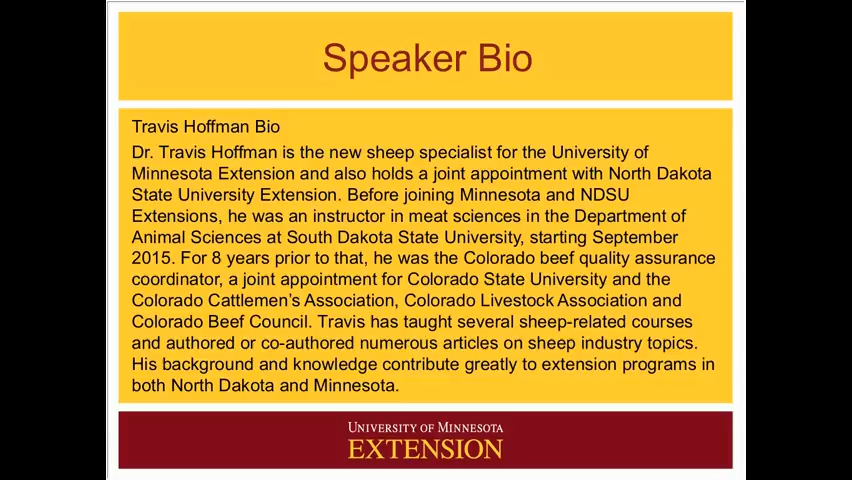 Speaker Bio
Travis Hoffman Bio
Dr. Travis Hoffman is the new sheep specialist for the University of
Minnesota Extension and also holds a joint appointment with North Dakota
State University Extension. Before joining Minnesota and NDSU
Extensions, he was an instructor in meat sciences in the Department of
Animal Sciences at South Dakota State University, starting September
2015. For 8 years prior to that, he was the Colorado beef quality assurance
coordinator, a joint appointment for Colorado State University and the
Colorado Cattlemen’s Association, Colorado Livestock Association and
Colorado Beef Council. Travis has taught several sheep-related courses
and authored or co-authored numerous articles on sheep industry topics.
His background and knowledge contribute greatly to extension programs in
both North Dakota and Minnesota.
UNIVERSITY OF MINNESOTA
EXTENSION